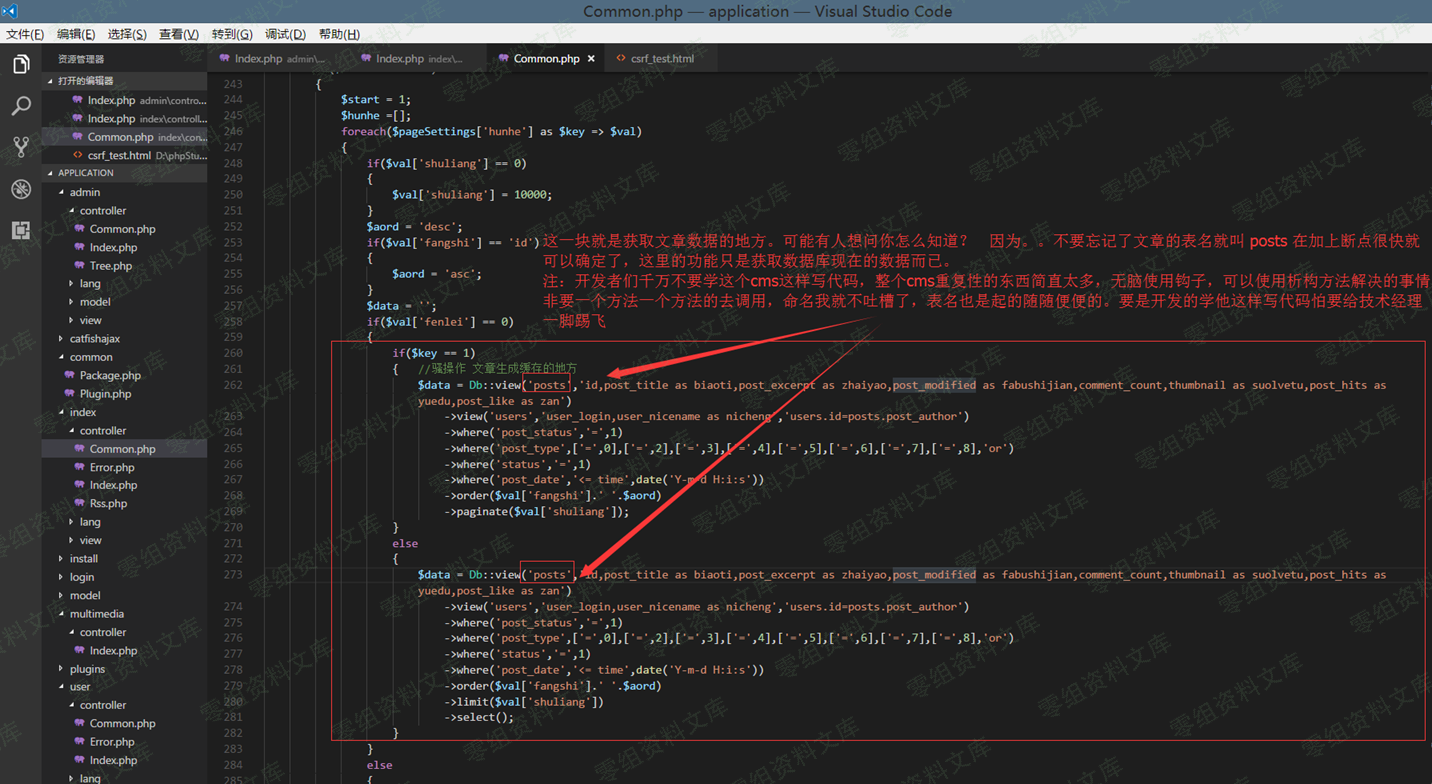 Common.php — application — Visual Studio Code
文件(F) 编辑(E) 选择(S) 查看(V) 转到(G) 调试(D) 帮助(H)
资源管理器
打开的编辑器
Index.php admin\contro...
Index.php index\controll...
Common.php index\con...
csrf_test.html D:\phpStu...
APPLICATION
admin
controller
Common.php
Index.php
Tree.php
lang
model
view
catfishajax
common
Package.php
Plugin.php
index
controller
Common.php
Error.php
Index.php
Rss.php
lang
view
install
login
model
multimedia
controller
Index.php
plugins
user
controller
Common.php
Error.php
Index.php
lang
Index.php admin\... Index.php index\... Common.php csrf_test.html
243 {
244 $start = 1;
245 $hunhe =[];
246 foreach($pageSettings['hunhe'] as $key => $val)
247 {
248 if($val['shuliang'] == 0)
249 {
250 $val['shuliang'] = 10000;
251 }
252 $aord = 'desc';
253 if($val['fangshi'] == 'id')
254 {
255 $aord = 'asc';
256 }
257 $data = '';
258 if($val['fenlei'] == 0)
259 {
260 if($key == 1)
261 { //骚操作 文章生成缓在的地方
262 $data = Db::view('posts','id,post_title as biaoti,post_excerpt as zhaiyao,post_modified as fabushijian,comment_count,thumbnail as suolvetu,post_hits as
yuedu,post_like as zan')
263 ->view('users','user_login,user_nicename as nicheng','users.id=posts.post_author')
264 ->where('post_status','=',1)
265 ->where('post_type',['=',0],['=',2],['=',3],['=',4],['=',5],['=',6],['=',7],['=',8],'or')
266 ->where('status','=',1)
267 ->where('post_date','<= time',date('Y-m-d H:i:s'))
268 ->order($val['fangshi'].' '.$aord)
269 ->paginate($val['shuliang']);
270 }
271 else
272 {
273 $data = Db::view('posts','id,post_title as biaoti,post_excerpt as zhaiyao,post_modified as fabushijian,comment_count,thumbnail as suolvetu,post_hits as
yuedu,post_like as zan')
274 ->view('users','user_login,user_nicename as nicheng','users.id=posts.post_author')
275 ->where('post_status','=',1)
276 ->where('post_type',['=',0],['=',2],['=',3],['=',4],['=',5],['=',6],['=',7],['=',8],'or')
277 ->where('status','=',1)
278 ->where('post_date','<= time',date('Y-m-d H:i:s'))
279 ->order($val['fangshi'].' '.$aord)
280 ->limit($val['shuliang'])
281 ->select();
282 }
283 }
284 else
285 {
这一块就是获取文章数据的地方。可能有人想问你怎么知道? 因为。。不要忘记了文章的表名就叫 posts 在加上断点很快就
可以确定了，这里的功能只是获取数据库现在的数据而已。
注：开发者们千万不要学这个cms这样写代码，整个cms重复性的东西简直太多，无脑使用钩子，可以使用析构方法解决的事情
非要一个方法一个方法的去调用，命名我就不吐槽了，表名也是起的随随便便的。要是开发的学他这样写代码怕要给技术经理
一脚踢飞
零组资料文库